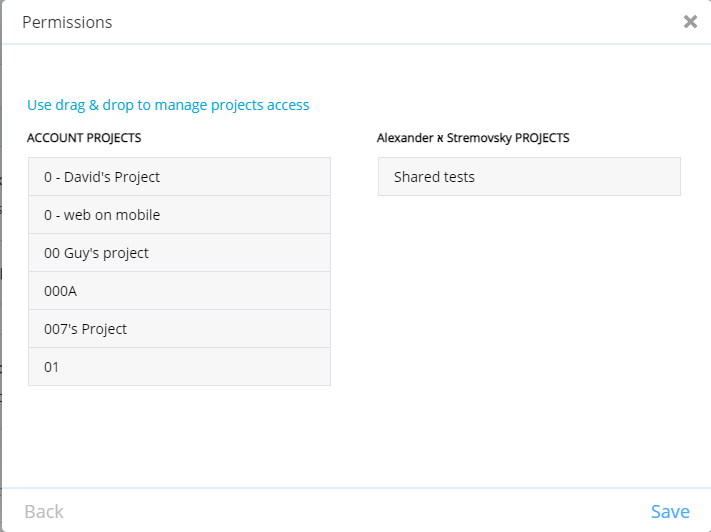 Permissions
Use drag & drop to manage projects access
ACCOUNT PROJECTS
0 - David's Project
0 - web on mobile
00 Guy's project
000A
007's Project
01
Alexander א Stremovsky PROJECTS
Shared tests
Back
Save